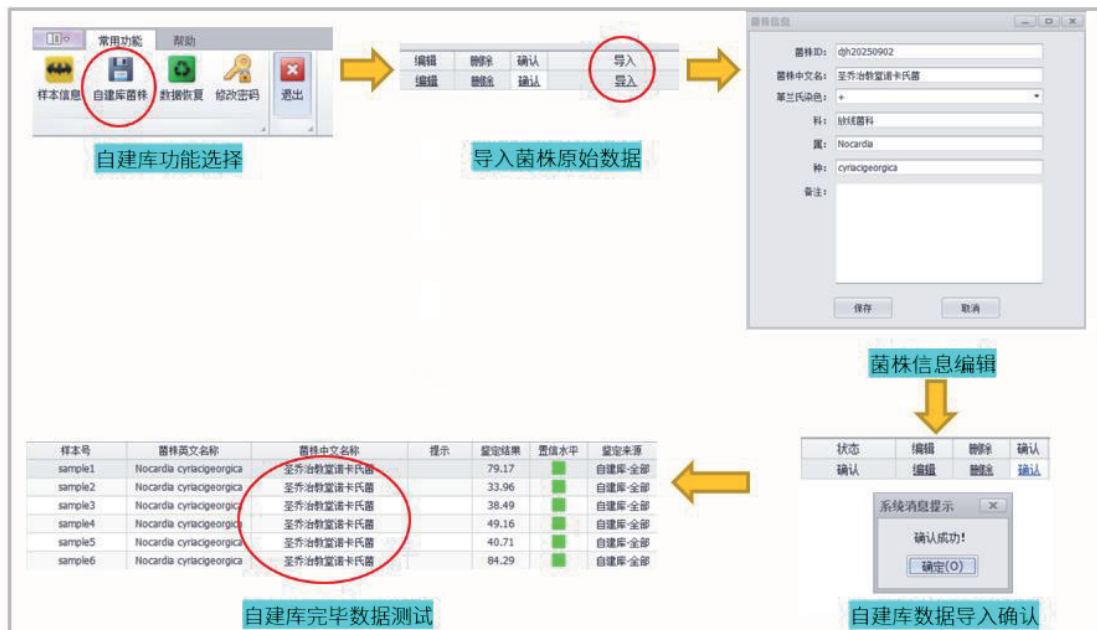 常用功能 帮助
样本信息 自建库菌株 数据恢复 修改密码 退出
自建库功能选择
编辑 删除 确认 导入
编辑 删除 确认 导入
导入菌株原始数据
菌株信息
菌株ID: djh20250902
菌株中文名: 圣乔治教堂诺卡氏菌
革兰氏染色: +
科: 放线菌科
属: Nocardia
种: cyriacigeorgica
备注:
保存 取消
菌株信息编辑
状态 编辑 删除 确认
确认 编辑 删除 确认
系统消息提示
确认成功!
确定(O)
自建库数据导入确认
样本号 菌株英文名称 菌株中文名称 提示 鉴定结果 置信水平 鉴定来源
sample1 Nocardia cyriacigeorgica 圣乔治教堂诺卡氏菌 79.17 自建库-全部
sample2 Nocardia cyriacigeorgica 圣乔治教堂诺卡氏菌 33.96 自建库-全部
sample3 Nocardia cyriacigeorgica 圣乔治教堂诺卡氏菌 38.49 自建库-全部
sample4 Nocardia cyriacigeorgica 圣乔治教堂诺卡氏菌 49.16 自建库-全部
sample5 Nocardia cyriacigeorgica 圣乔治教堂诺卡氏菌 40.71 自建库-全部
sample6 Nocardia cyriacigeorgica 圣乔治教堂诺卡氏菌 84.29 自建库-全部
自建库完毕数据测试